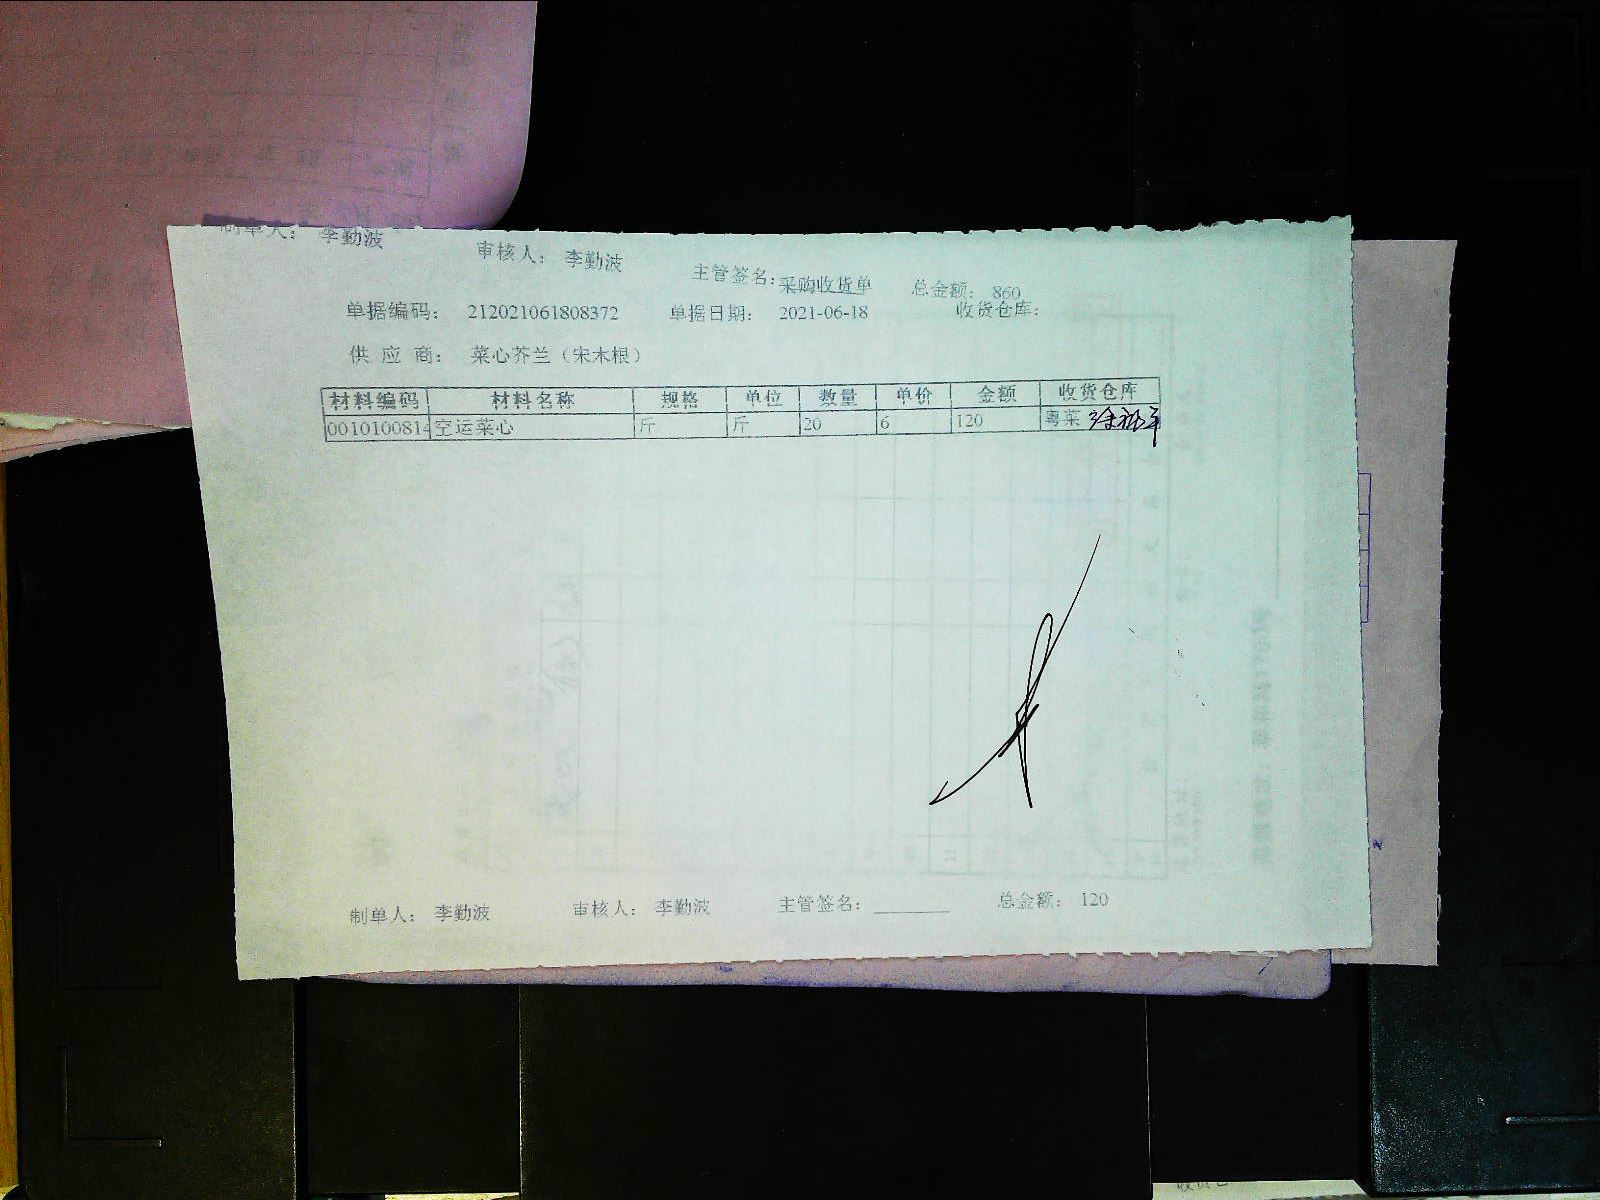 制单人： 李勤波 审核人： 李勤波 主管签名： 总金额： 860
采购收货单
单据编码： 212021061808372 单据日期： 2021-06-18 收货仓库：
供 应 商： 菜心芥兰（宋木根）
材料编码 材料名称 规格 单位 数量 单价 金额 收货仓库
0010100814 空运菜心 斤 斤 20 6 120 粤菜
制单人： 李勤波 审核人： 李勤波 主管签名： 总金额： 120